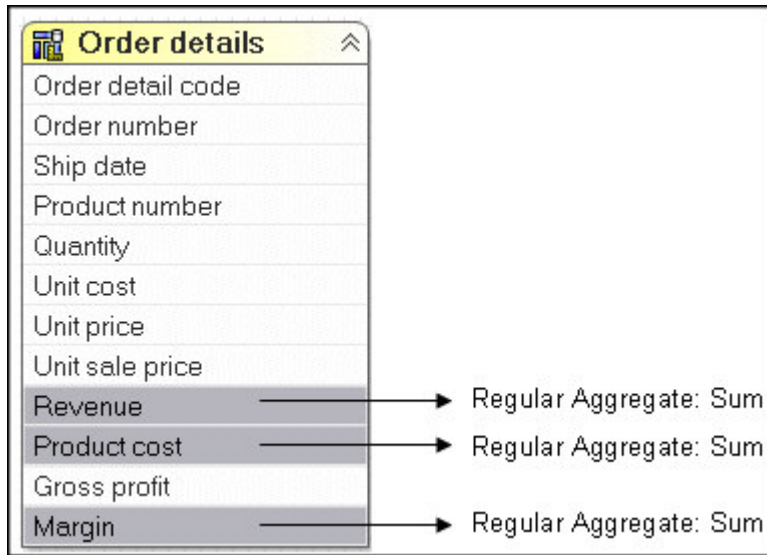 Order details
Order detail code
Order number
Ship date
Product number
Quantity
Unit cost
Unit price
Unit sale price
Revenue Regular Aggregate: Sum
Product cost Regular Aggregate: Sum
Gross profit
Margin Regular Aggregate: Sum